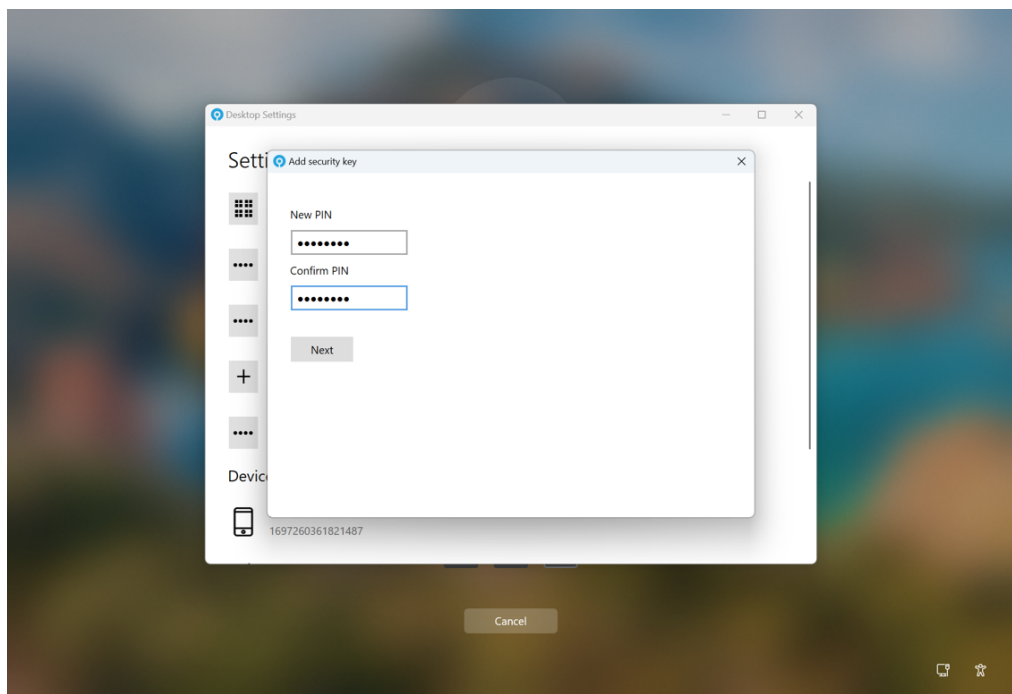 Desktop Settings
Setti
Add security key
New PIN
••••••••
Confirm PIN
••••••••
Next
Devic
1697260361821487
Cancel